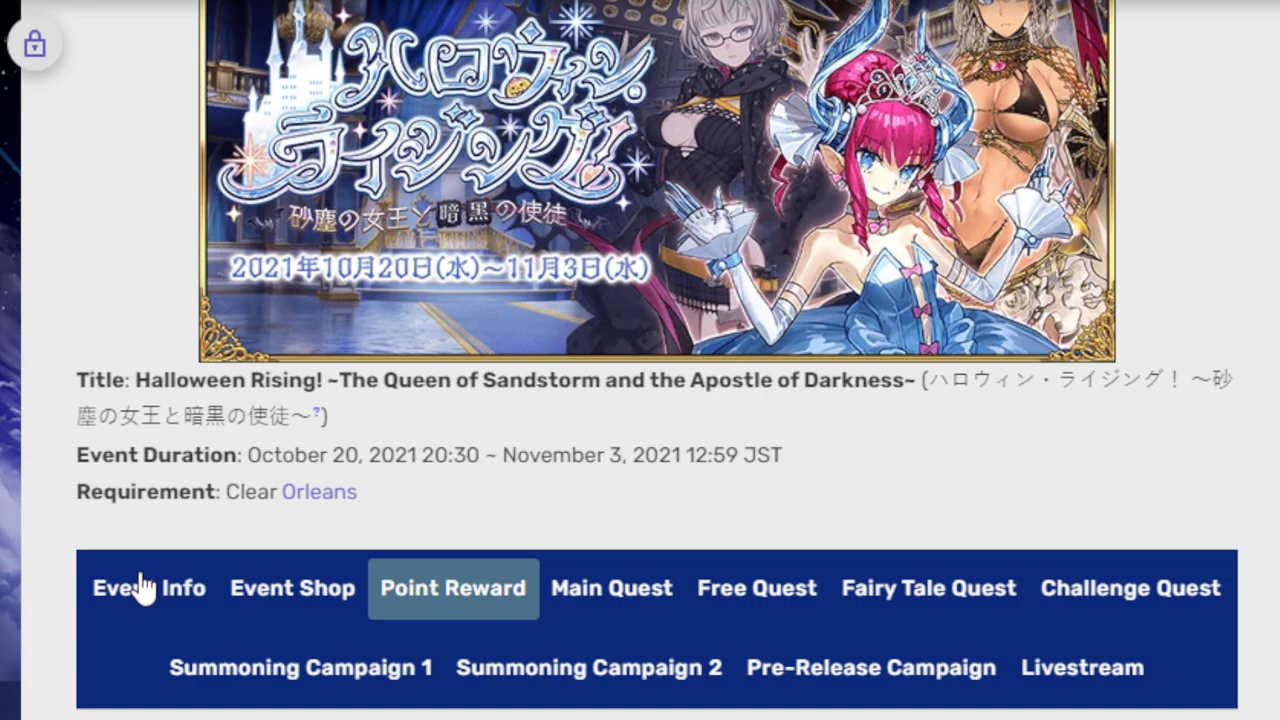 ハロウィン・
ライジング!
砂塵の女王と暗黒の使徒
2021年10月20日(水)~11月3日(水)
Title: Halloween Rising! ~The Queen of Sandstorm and the Apostle of Darkness~ (ハロウィン・ライジング! ～砂
塵の女王と暗黒の使徒～?)
Event Duration: October 20, 2021 20:30 ~ November 3, 2021 12:59 JST
Requirement: Clear Orleans
Event Info Event Shop Point Reward Main Quest Free Quest Fairy Tale Quest Challenge Quest
Summoning Campaign 1 Summoning Campaign 2 Pre-Release Campaign Livestream